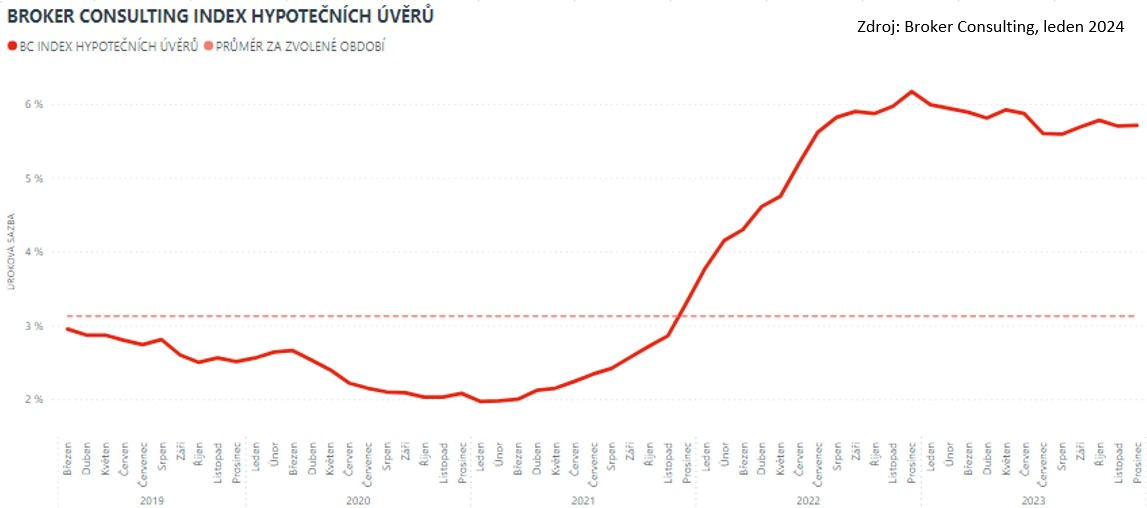 BROKER CONSULTING INDEX HYPOTEČNÍCH ÚVĚRŮ
Zdroj: Broker Consulting, leden 2024
BC INDEX HYPOTEČNÍCH ÚVĚRŮ PRŮMĚR ZA ZVOLENÉ OBDOBÍ
6 %
5 %
4 %
3 %
2 %
ÚROKOVÁ SAZBA
Březen Duben Květen Červen Červenec Srpen Září Říjen Listopad Prosinec Leden Únor Březen Duben Květen Červen Červenec Srpen Září Říjen Listopad Prosinec Leden Únor Březen Duben Květen Červen Červenec Srpen Září Říjen Listopad Prosinec Leden Únor Březen Duben Květen Červen Červenec Srpen Září Říjen Listopad Prosinec Leden Únor Březen Duben Květen Červen Červenec Srpen Září Říjen Listopad Prosinec
2019 2020 2021 2022 2023